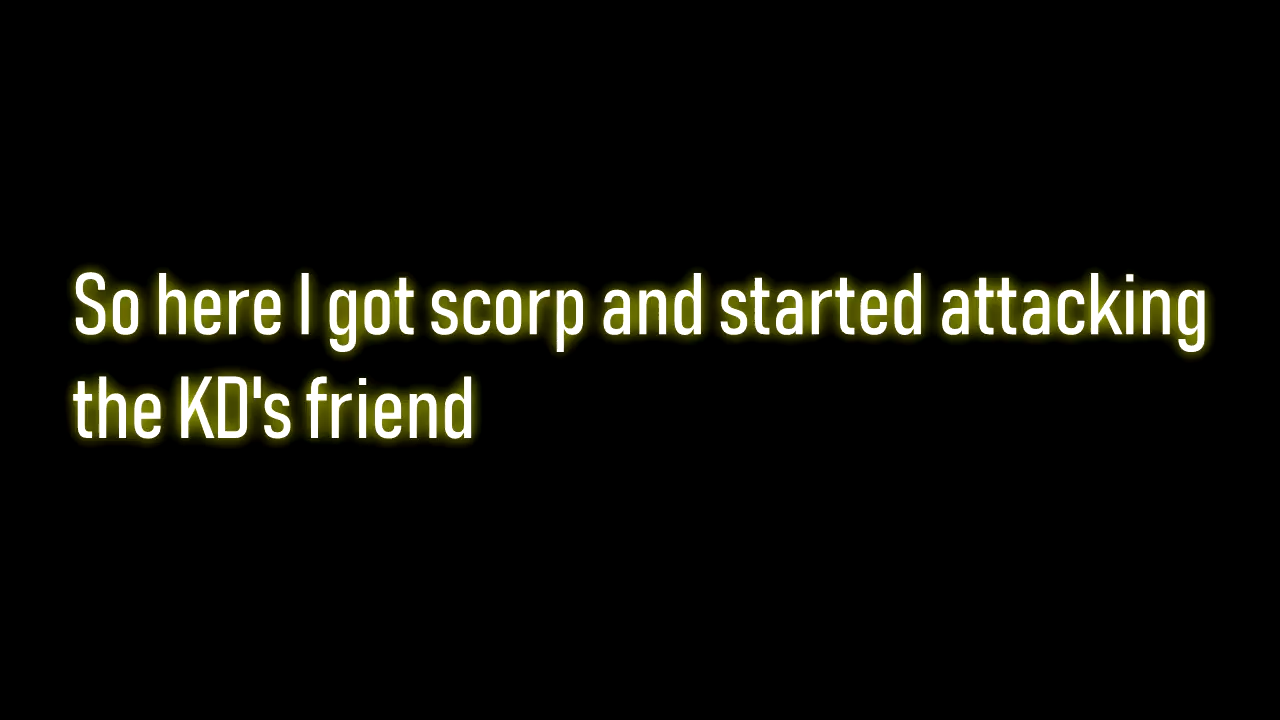 So here I got scorp and started attacking
the KD's friend